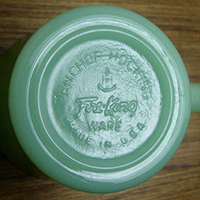 ANCHOR HOCKING
Fire-King
WARE
MADE IN U.S.A.